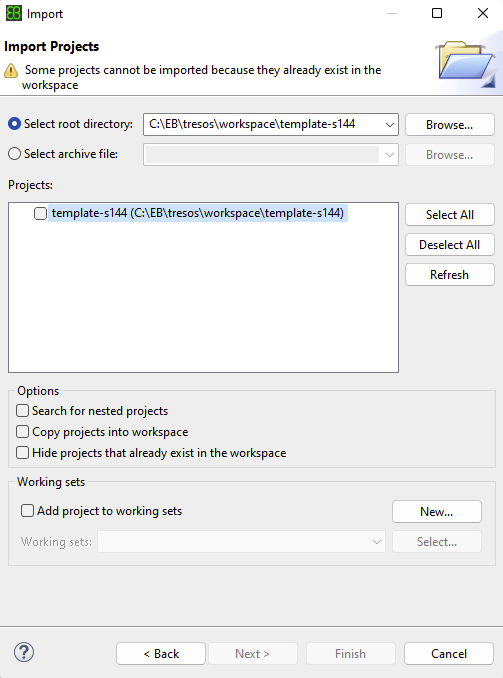 Import
Import Projects
Some projects cannot be imported because they already exist in the
workspace
Select root directory:
C:\EB\tresos\workspace\template-s144
Browse...
Select archive file:
Browse...
Projects:
template-s144 (C:\EB\tresos\workspace\template-s144)
Select All
Deselect All
Refresh
Options
Search for nested projects
Copy projects into workspace
Hide projects that already exist in the workspace
Working sets
Add project to working sets
New...
Working sets:
Select...
?
< Back
Next >
Finish
Cancel